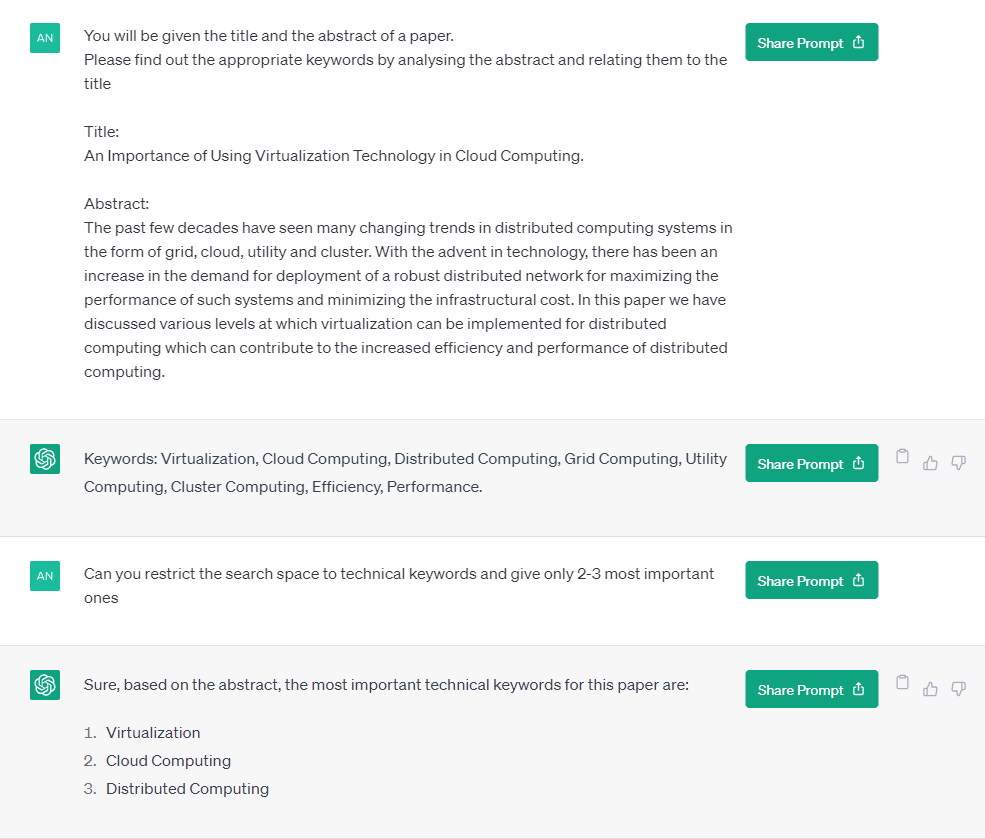 AN
You will be given the title and the abstract of a paper.
Share Prompt
Please find out the appropriate keywords by analysing the abstract and relating them to the
title
Title:
An Importance of Using Virtualization Technology in Cloud Computing.
Abstract:
The past few decades have seen many changing trends in distributed computing systems in
the form of grid, cloud, utility and cluster. With the advent in technology, there has been an
increase in the demand for deployment of a robust distributed network for maximizing the
performance of such systems and minimizing the infrastructural cost. In this paper we have
discussed various levels at which virtualization can be implemented for distributed
computing which can contribute to the increased efficiency and performance of distributed
computing.
Keywords: Virtualization, Cloud Computing, Distributed Computing, Grid Computing, Utility
Share Prompt
Computing, Cluster Computing, Efficiency, Performance.
AN
Can you restrict the search space to technical keywords and give only 2-3 most important
Share Prompt
ones
Sure, based on the abstract, the most important technical keywords for this paper are:
Share Prompt
1. Virtualization
2. Cloud Computing
3. Distributed Computing